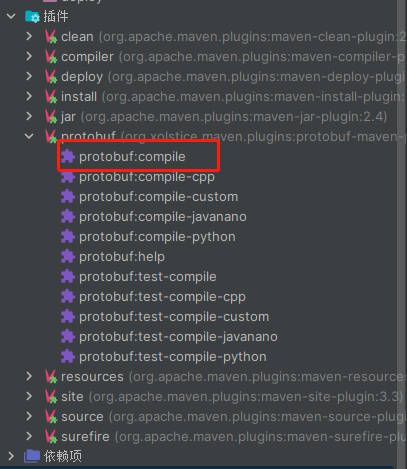 deploy
插件
clean (org.apache.maven.plugins:maven-clean-plugin:2
compiler (org.apache.maven.plugins:maven-compiler-p
deploy (org.apache.maven.plugins:maven-deploy-plug
install (org.apache.maven.plugins:maven-install-plugin
jar (org.apache.maven.plugins:maven-jar-plugin:2.4)
protobuf (org.xolstice.maven.plugins:protobuf-maven-p
protobuf:compile
protobuf:compile-cpp
protobuf:compile-custom
protobuf:compile-javanano
protobuf:compile-python
protobuf:help
protobuf:test-compile
protobuf:test-compile-cpp
protobuf:test-compile-custom
protobuf:test-compile-javanano
protobuf:test-compile-python
resources (org.apache.maven.plugins:maven-resource
site (org.apache.maven.plugins:maven-site-plugin:3.3)
source (org.apache.maven.plugins:maven-source-plug
surefire (org.apache.maven.plugins:maven-surefire-pl
依赖项